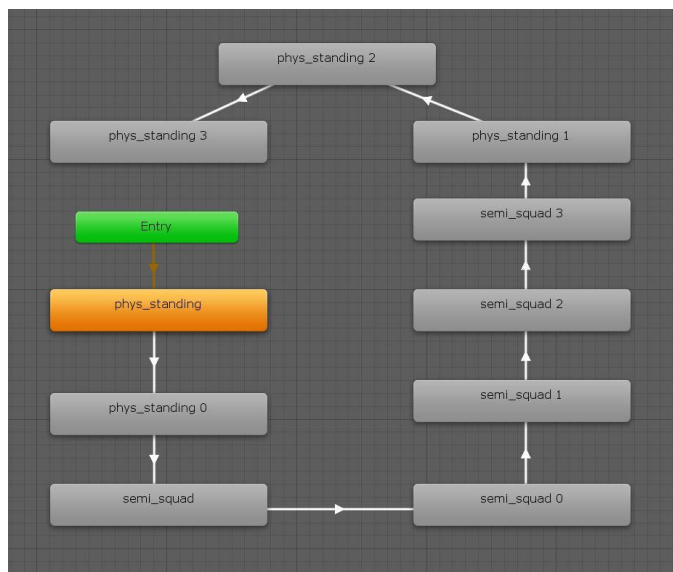 phys_standing 2
phys_standing 3
phys_standing 1
semi_squad 3
Entry
phys_standing
semi_squad 2
semi_squad 1
phys_standing 0
semi_squad
semi_squad 0